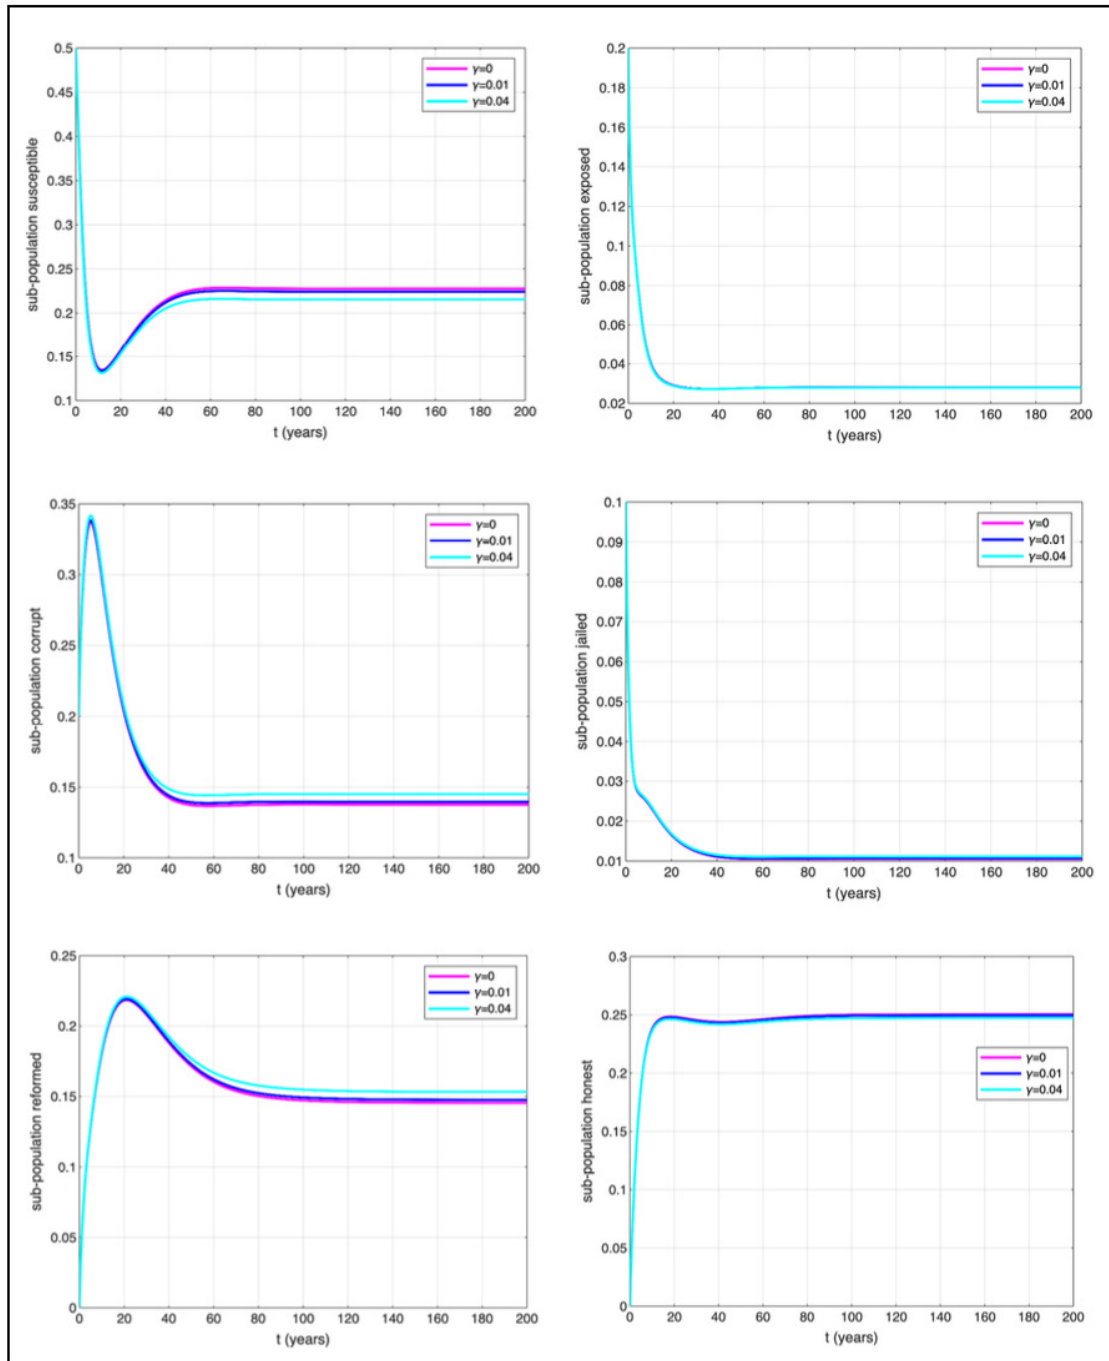 0.5
0.45
0.4
0.35
0.3
0.25
0.2
0.15
0.1
sub-population susceptible
γ=0
γ=0.01
γ=0.04
0 20 40 60 80 100 120 140 160 180 200
t (years)
0.2
0.18
0.16
0.14
0.12
0.1
0.08
0.06
0.04
0.02
sub-population exposed
γ=0
γ=0.01
γ=0.04
0 20 40 60 80 100 120 140 160 180 200
t (years)
0.35
0.3
0.25
0.2
0.15
0.1
sub-population corrupt
γ=0
γ=0.01
γ=0.04
0 20 40 60 80 100 120 140 160 180 200
t (years)
0.1
0.09
0.08
0.07
0.06
0.05
0.04
0.03
0.02
0.01
sub-population jailed
γ=0
γ=0.01
γ=0.04
0 20 40 60 80 100 120 140 160 180 200
t (years)
0.25
0.2
0.15
0.1
0.05
0
sub-population reformed
γ=0
γ=0.01
γ=0.04
0 20 40 60 80 100 120 140 160 180 200
t (years)
0.3
0.25
0.2
0.15
0.1
0.05
0
sub-population honest
γ=0
γ=0.01
γ=0.04
0 20 40 60 80 100 120 140 160 180 200
t (years)